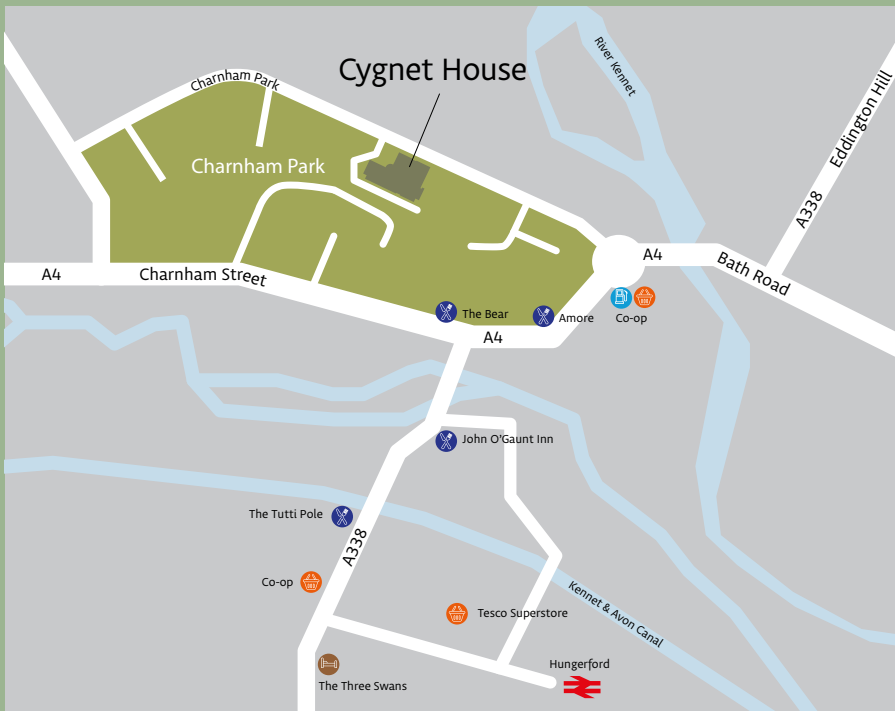 Cygnet House
River Kennet
Charnham Park
Eddington Hill
Charnham Park
A338
A4
Bath Road
A4
Charnham Street
The Bear
Amore
Co-op
A4
John O'Gaunt Inn
The Tutti Pole
A338
Co-op
Kennet & Avon Canal
Tesco Superstore
Hungerford
The Three Swans